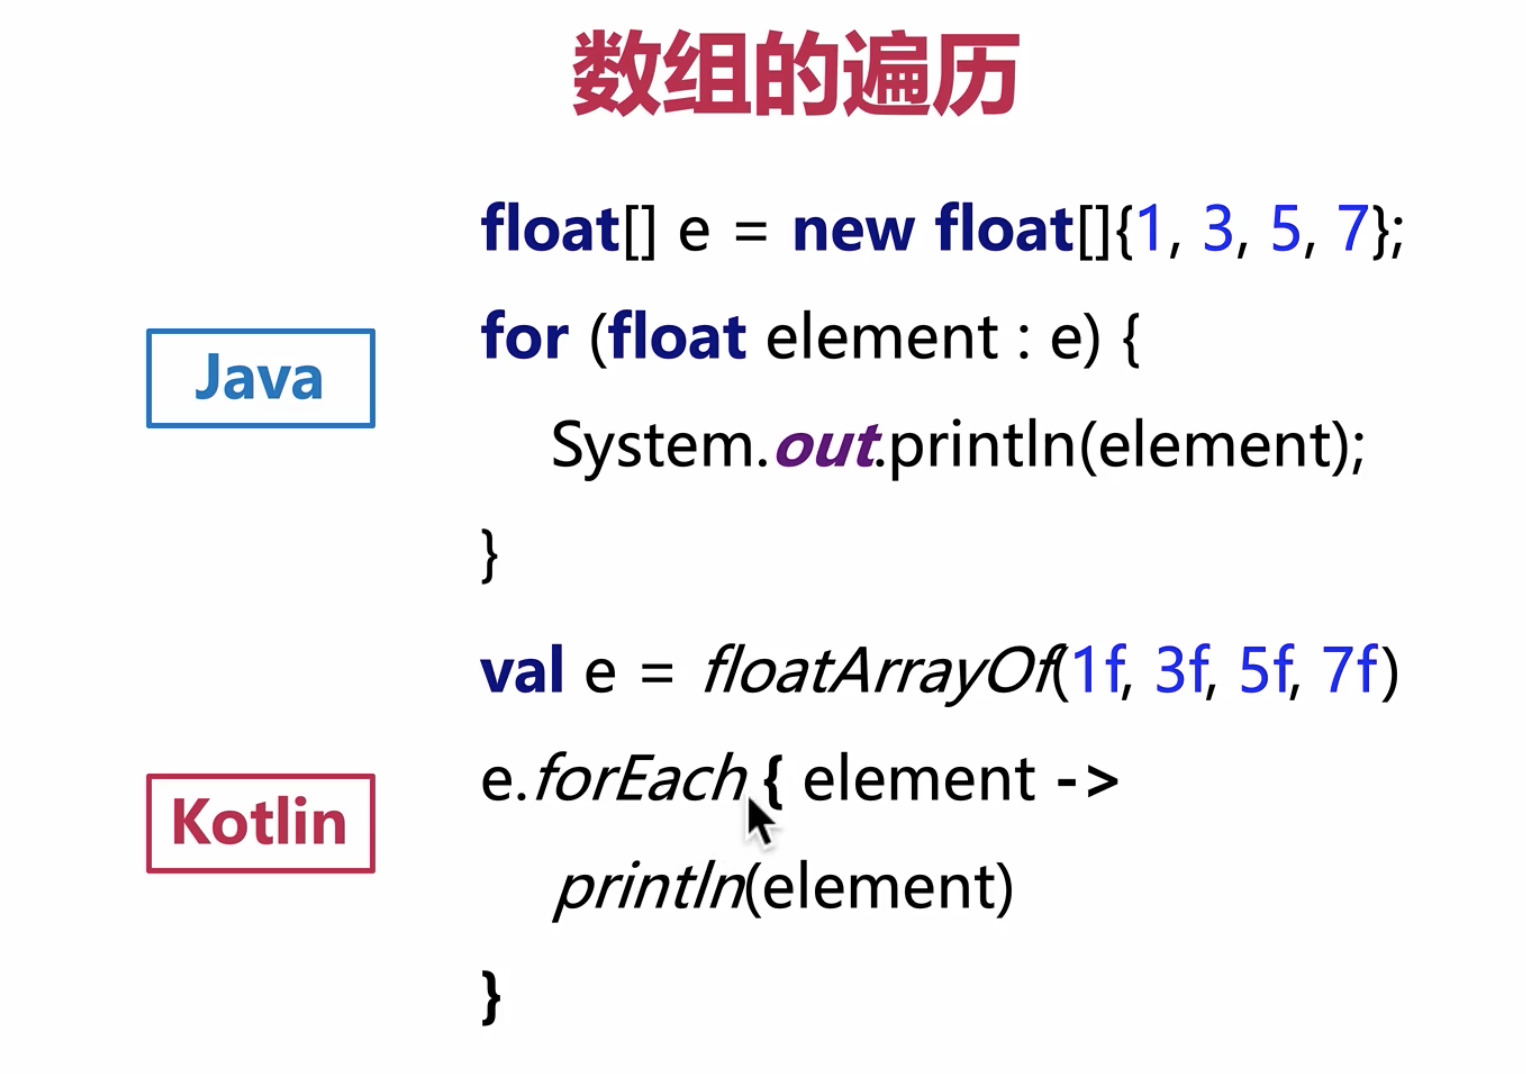 数组的遍历
Java
float[] e = new float[]{1, 3, 5, 7};
for (float element : e) {
System.out.println(element);
}
Kotlin
val e = floatArrayOf(1f, 3f, 5f, 7f)
e.forEach { element ->
println(element)
}